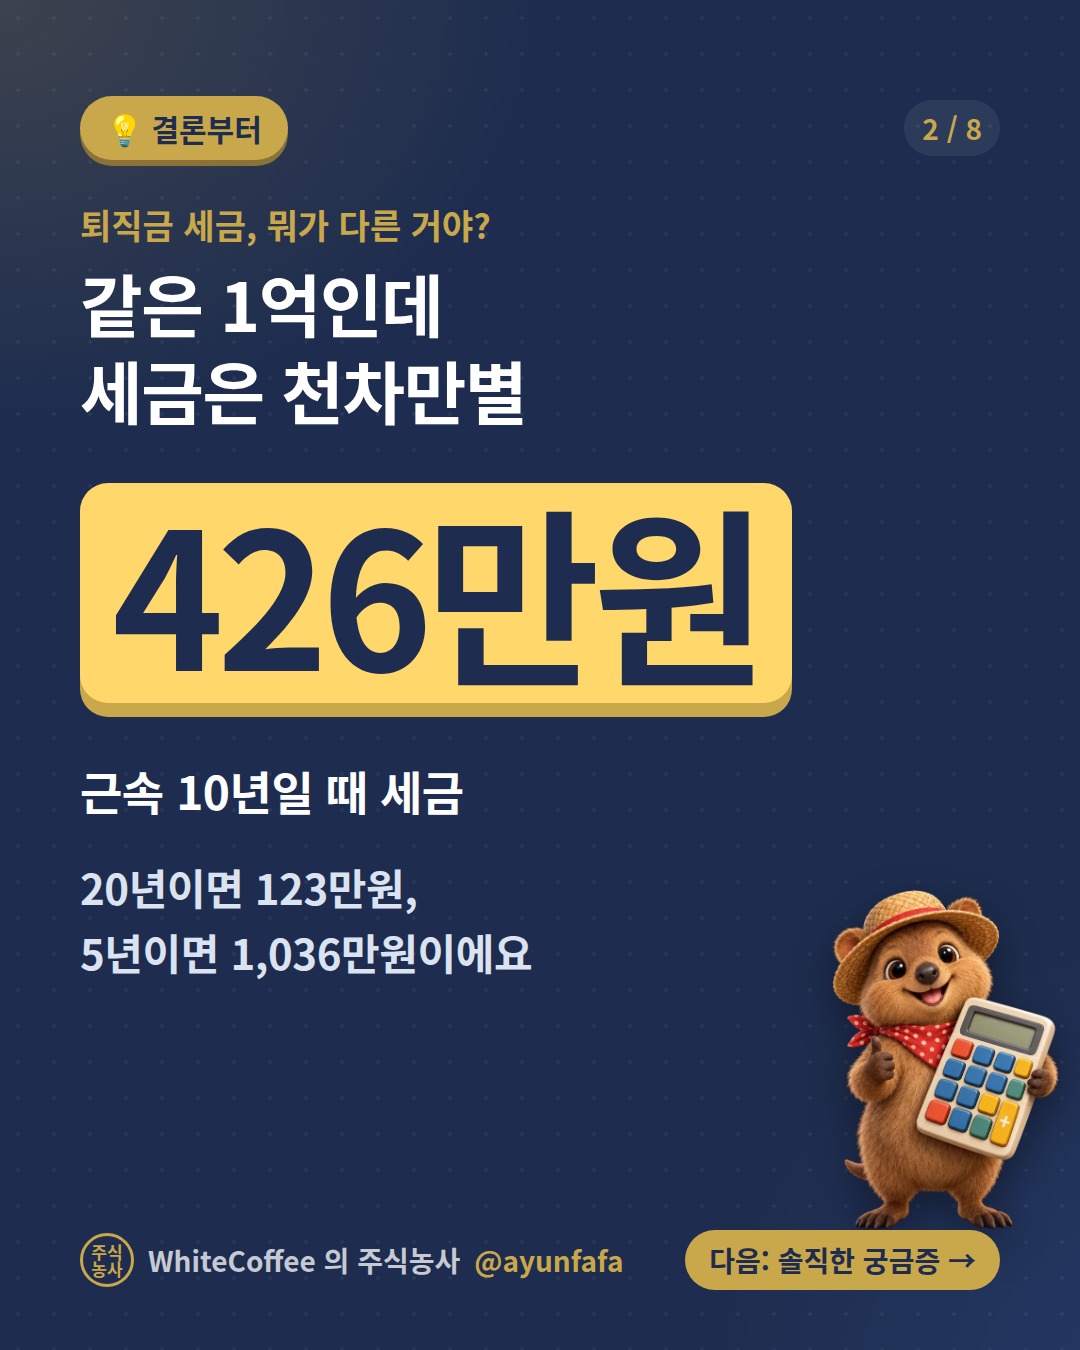 💡 결론부터
2 / 8
퇴직금 세금, 뭐가 다른 거야?
같은 1억인데
세금은 천차만별
426만원
근속 10년일 때 세금
20년이면 123만원,
5년이면 1,036만원이에요
주식
농사
WhiteCoffee 의 주식농사 @ayunfafa
다음: 솔직한 궁금증 →